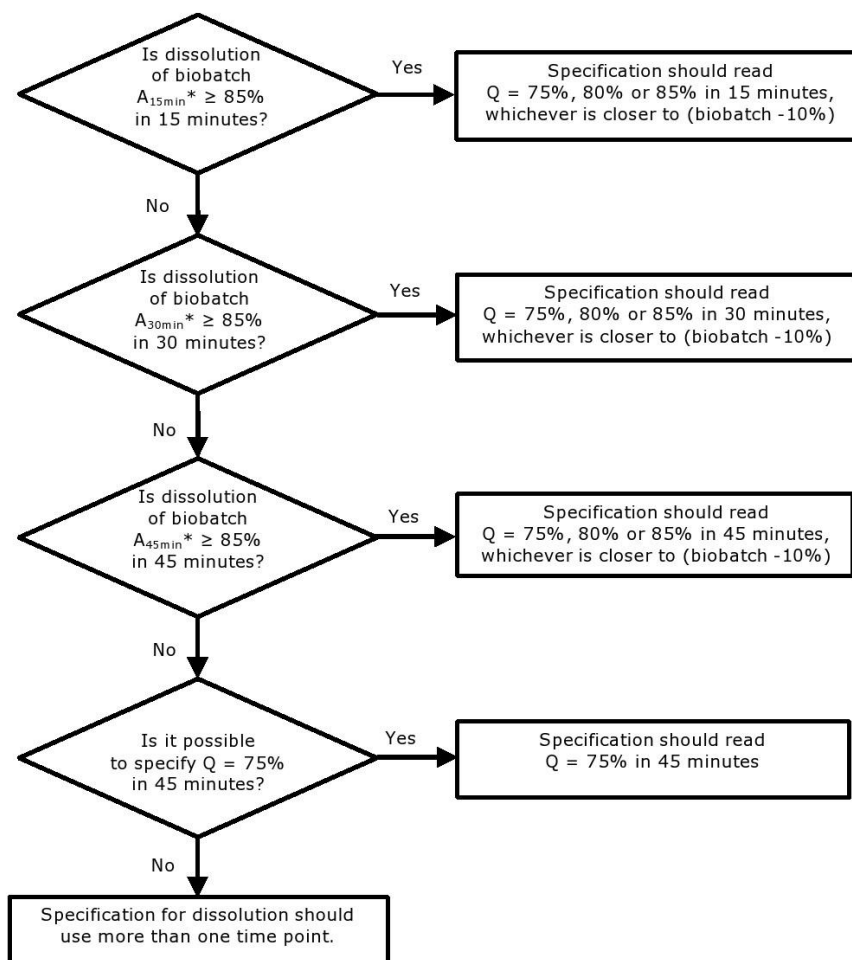 Is dissolution
of biobatch
A15min* ≥ 85%
in 15 minutes?
Yes
Specification should read
Q = 75%, 80% or 85% in 15 minutes,
whichever is closer to (biobatch -10%)
No
Is dissolution
of biobatch
A30min* ≥ 85%
in 30 minutes?
Yes
Specification should read
Q = 75%, 80% or 85% in 30 minutes,
whichever is closer to (biobatch -10%)
No
Is dissolution
of biobatch
A45min* ≥ 85%
in 45 minutes?
Yes
Specification should read
Q = 75%, 80% or 85% in 45 minutes,
whichever is closer to (biobatch -10%)
No
Is it possible
to specify Q = 75%
in 45 minutes?
Yes
Specification should read
Q = 75% in 45 minutes
No
Specification for dissolution should
use more than one time point.